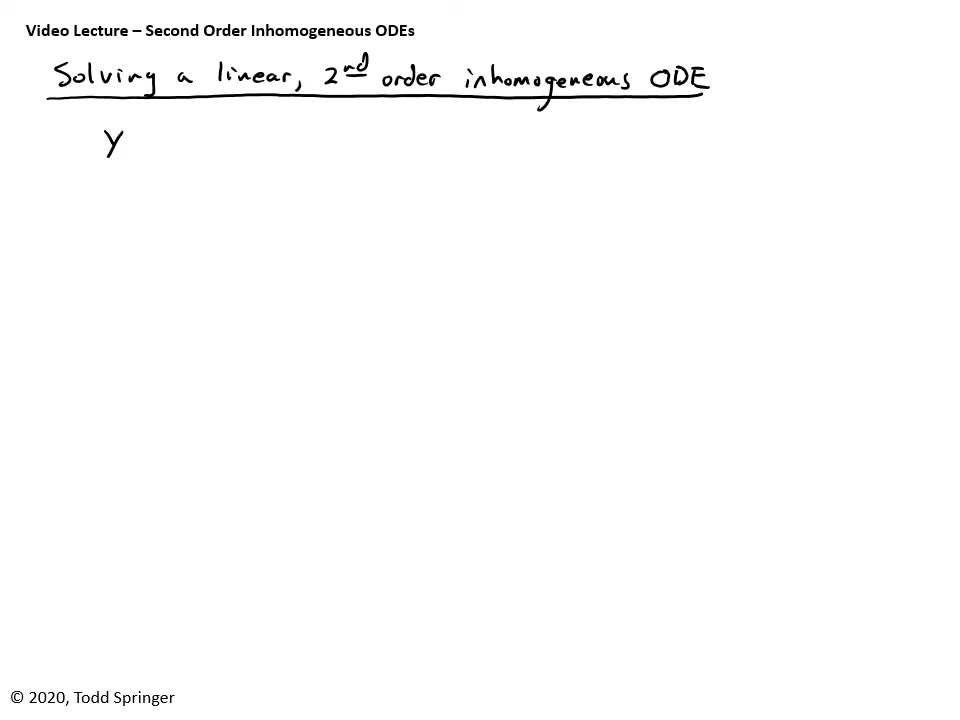 Video Lecture – Second Order Inhomogeneous ODEs
Solving a linear, 2nd order inhomogeneous ODE
y
© 2020, Todd Springer